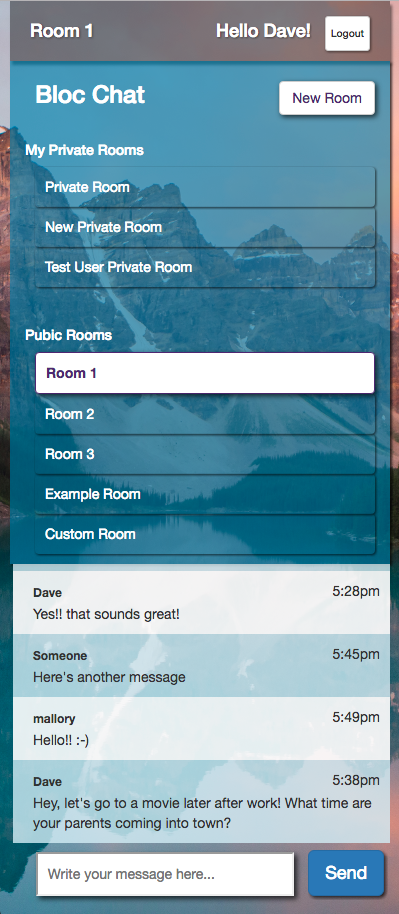 Room 1
Hello Dave!
Logout
Bloc Chat
New Room
My Private Rooms
Private Room
New Private Room
Test User Private Room
Pubic Rooms
Room 1
Room 2
Room 3
Example Room
Custom Room
Dave
5:28pm
Yes!! that sounds great!
Someone
5:45pm
Here's another message
mallory
5:49pm
Hello!! :-)
Dave
5:38pm
Hey, let's go to a movie later after work! What time are
your parents coming into town?
Write your message here...
Send